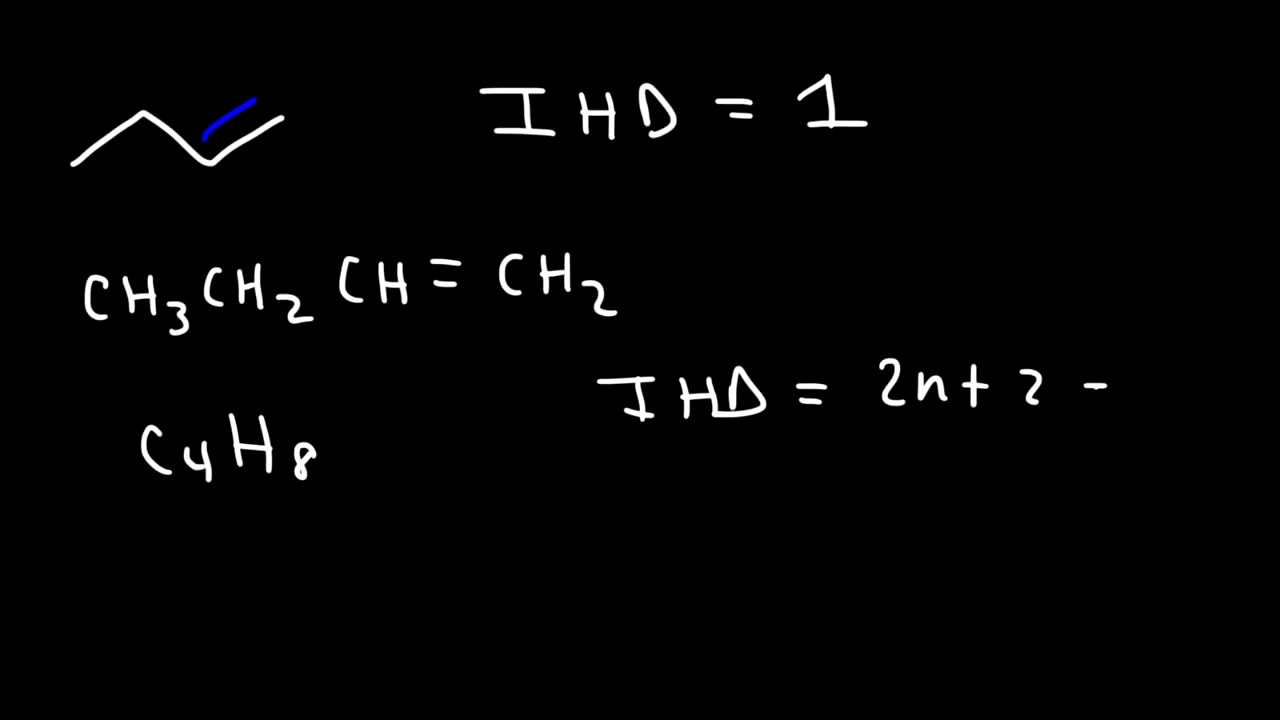 IHD = 1
CH₃CH₂CH=CH₂
IHD = 2n + 2 -
C₄H₈